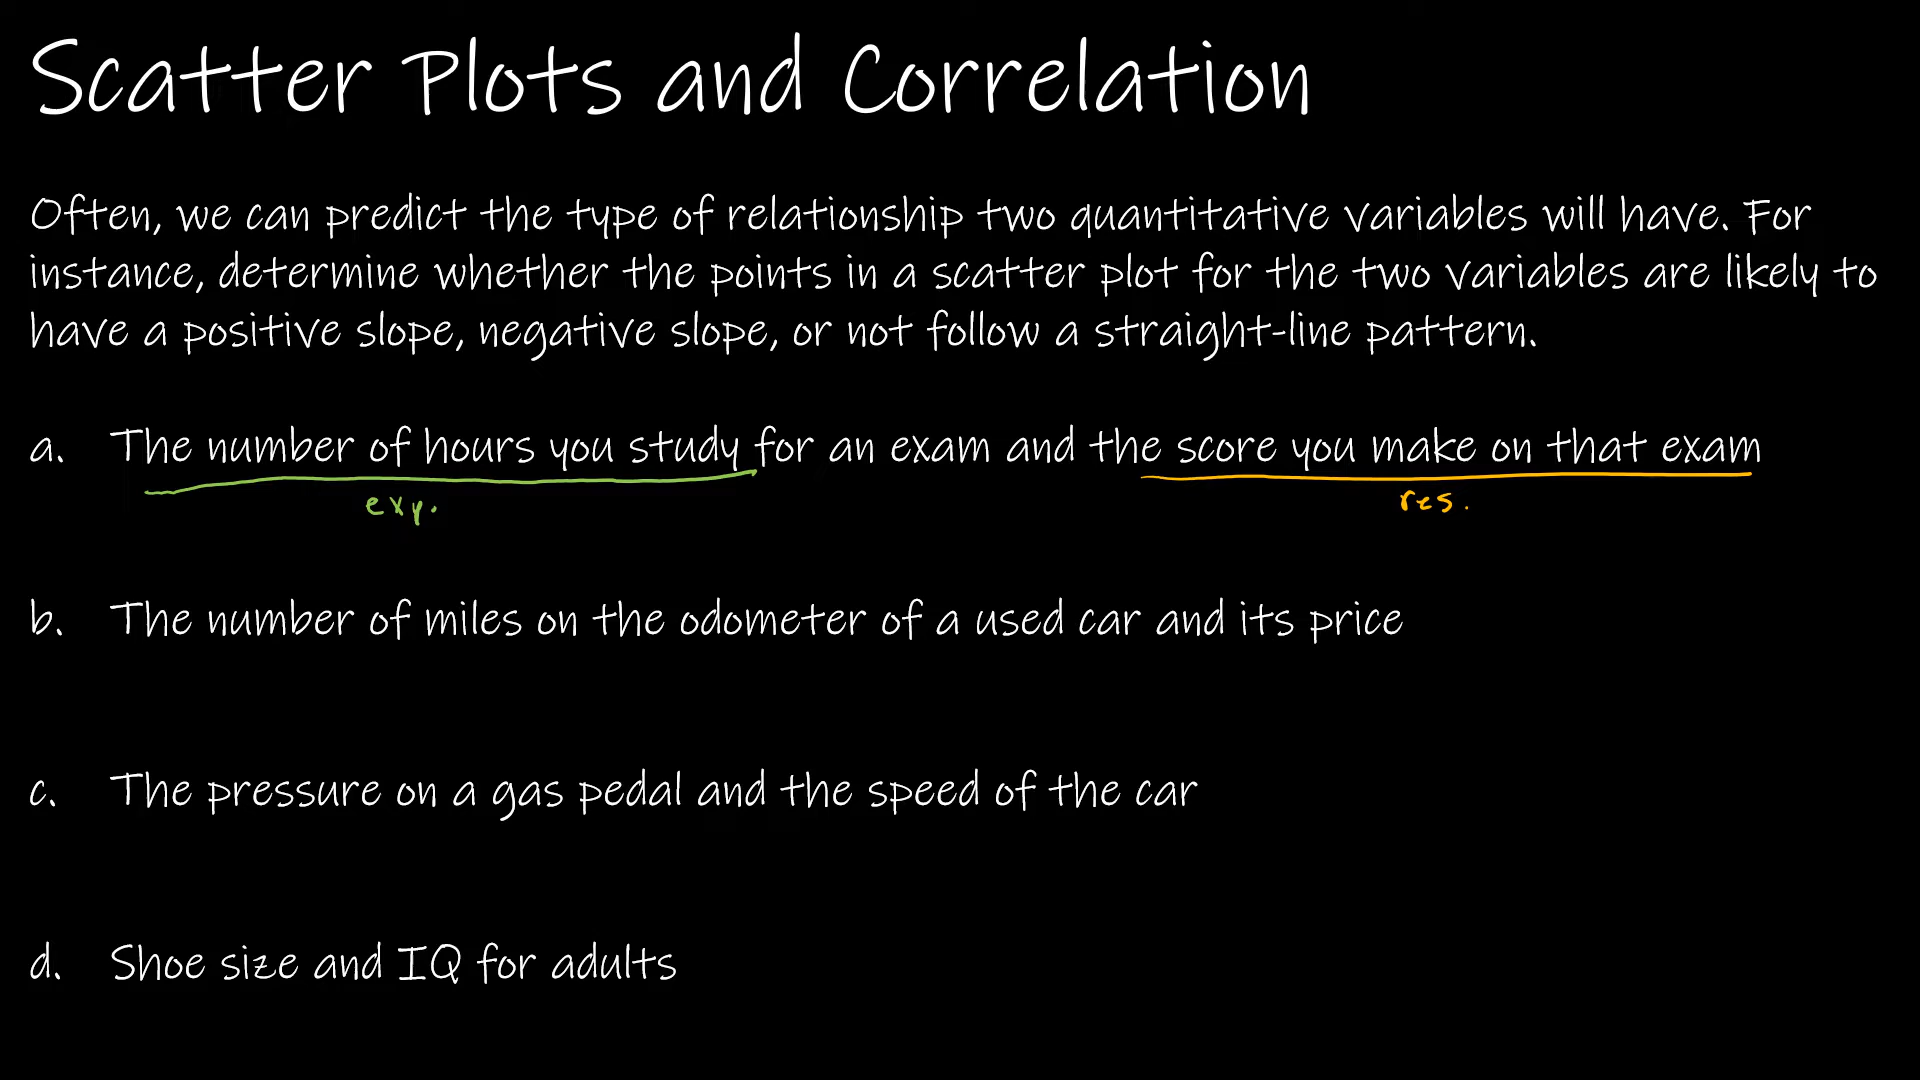 Scatter Plots and Correlation
Often, we can predict the type of relationship two quantitative variables will have. For
instance, determine whether the points in a scatter plot for the two variables are likely to
have a positive slope, negative slope, or not follow a straight-line pattern.
a. The number of hours you study for an exam and the score you make on that exam
exp. res.
b. The number of miles on the odometer of a used car and its price
c. The pressure on a gas pedal and the speed of the car
d. Shoe size and IQ for adults